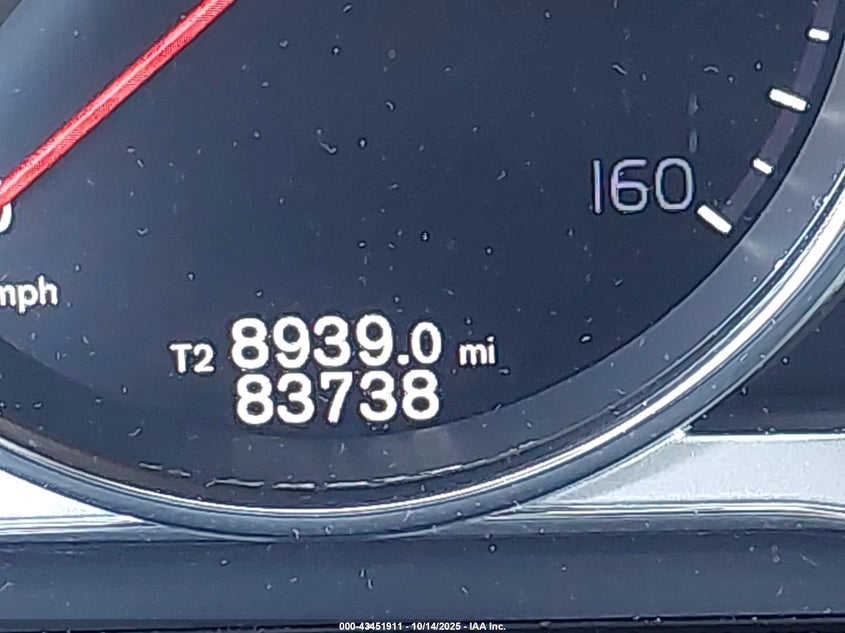 160
mph
T2 8939.0 mi
83738
000-43451911 - 10/14/2025 - IAA Inc.